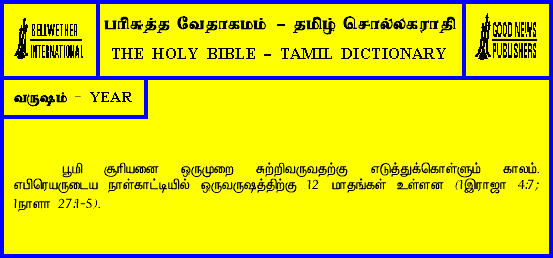 BELLWETHER
INTERNATIONAL
பரிசுத்த வேதாகமம் - தமிழ் சொல்லகராதி
THE HOLY BIBLE - TAMIL DICTIONARY
GOOD NEWS
PUBLISHERS
வருஷம் - YEAR
பூமி சூரியனை ஒருமுறை சுற்றிவருவதற்கு எடுத்துக்கொள்ளும் காலம்.
எபிரெயருடைய நாள்காட்டியில் ஒருவருஷத்திற்கு 12 மாதங்கள் உள்ளன (1இராஜா 4:7;
1நாளா 27:1-5).